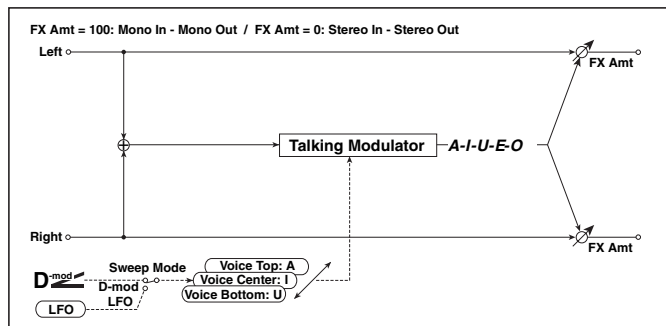 FX Amt = 100: Mono In - Mono Out / FX Amt = 0: Stereo In - Stereo Out
Left
FX Amt
Talking Modulator
A-I-U-E-O
Right
FX Amt
D-mod
Sweep Mode
D-mod
LFO
LFO
Voice Top: A
Voice Center: I
Voice Bottom: U